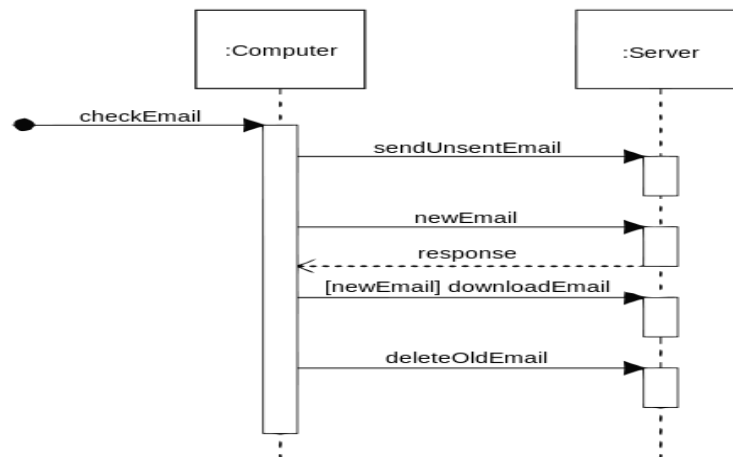 :Computer
:Server
checkEmail
sendUnsentEmail
newEmail
response
[newEmail] downloadEmail
deleteOldEmail